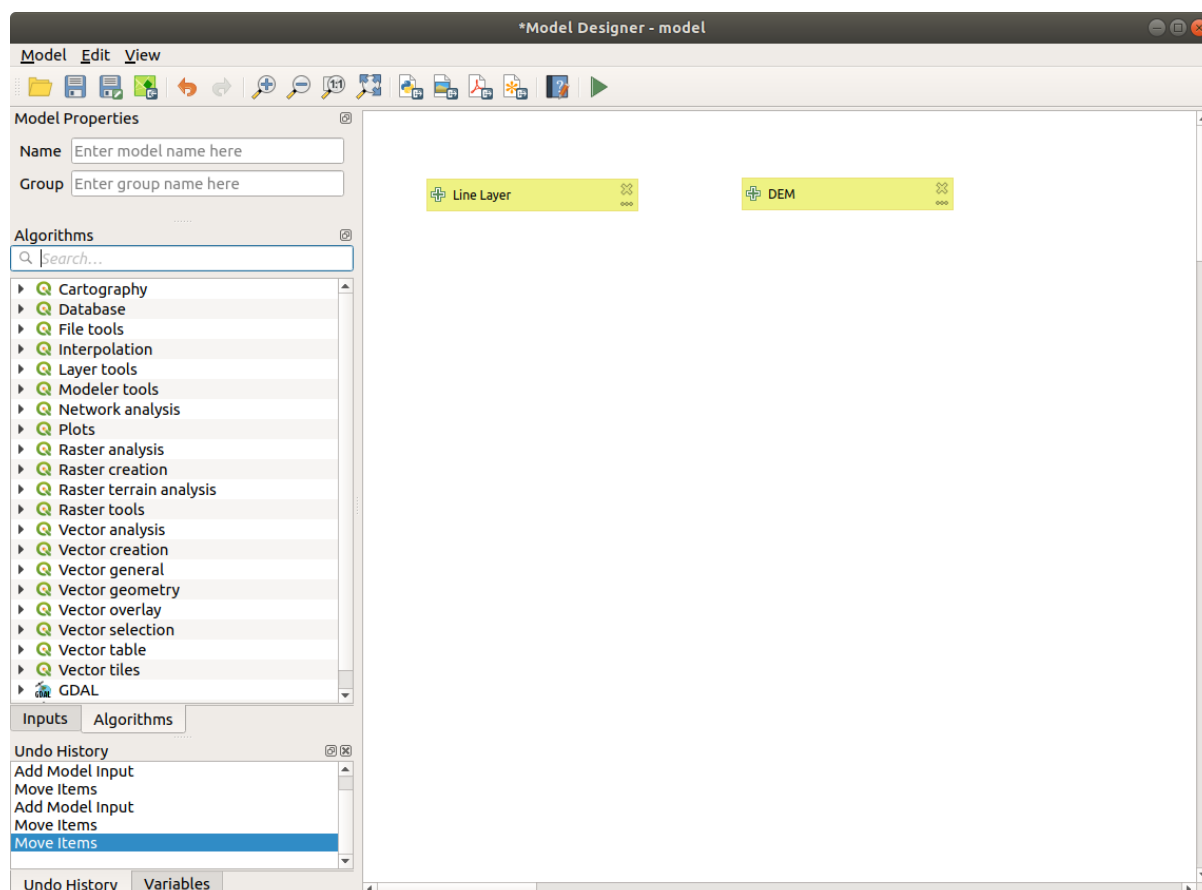 *Model Designer - model
Model Edit View
Model Properties
Name Enter model name here
Group Enter group name here
Algorithms
Search...
Cartography
Database
File tools
Interpolation
Layer tools
Modeler tools
Network analysis
Plots
Raster analysis
Raster creation
Raster terrain analysis
Raster tools
Vector analysis
Vector creation
Vector general
Vector geometry
Vector overlay
Vector selection
Vector table
Vector tiles
GDAL
Inputs Algorithms
Undo History
Add Model Input
Move Items
Add Model Input
Move Items
Move Items
Undo History Variables
Line Layer
DEM